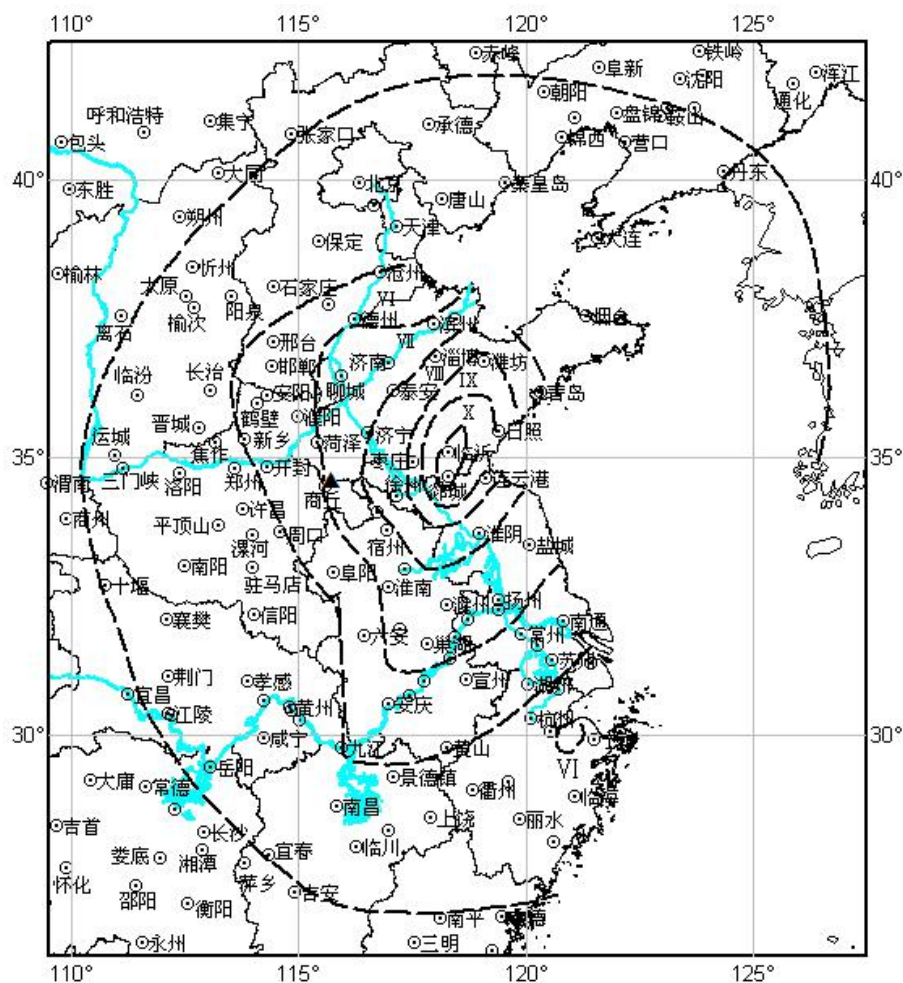 110° 115° 120° 125°
赤峰 铁岭
阜新 浑江
朝阳 沈阳 通化
呼和浩特 集宁 张家口 承德 盘锦 鞍山
包头 锦西 营口
40° 大同 北京 秦皇岛 丹东 40°
东胜 唐山
朔州 天津
保定 大连
忻州 沧州
榆林 太原 石家庄
榆次 阳泉 VI
离石 德州 滨州 烟台
邢台 VII
邯郸 济南 VIII 淄博 潍坊
临汾 长治 安阳 聊城 泰安 IX 青岛
鹤壁 濮阳 X
运城 晋城 新乡 菏泽 济宁 日照
焦作 枣庄 临沂
35° 渭南 三门峡 洛阳 郑州 开封 徐州 郯城 连云港 35°
商丘
商州 平顶山 许昌
漯河 周口 宿州 淮阴
盐城
南阳 驻马店 阜阳
十堰 淮南
襄樊 信阳 滁州 扬州
六安 巢湖 常州 南通
荆门 苏州
宜昌 孝感 宣州 湖州
江陵 黄州 安庆 杭州
30° 咸宁 九江 黄山 30°
岳阳 VI
大庸 常德 景德镇 衢州 临海
吉首 南昌 上饶 丽水
长沙
娄底 湘潭 宜春 临川
怀化 萍乡
邵阳 衡阳 吉安
南平 宁德
永州 三明
110° 115° 120° 125°